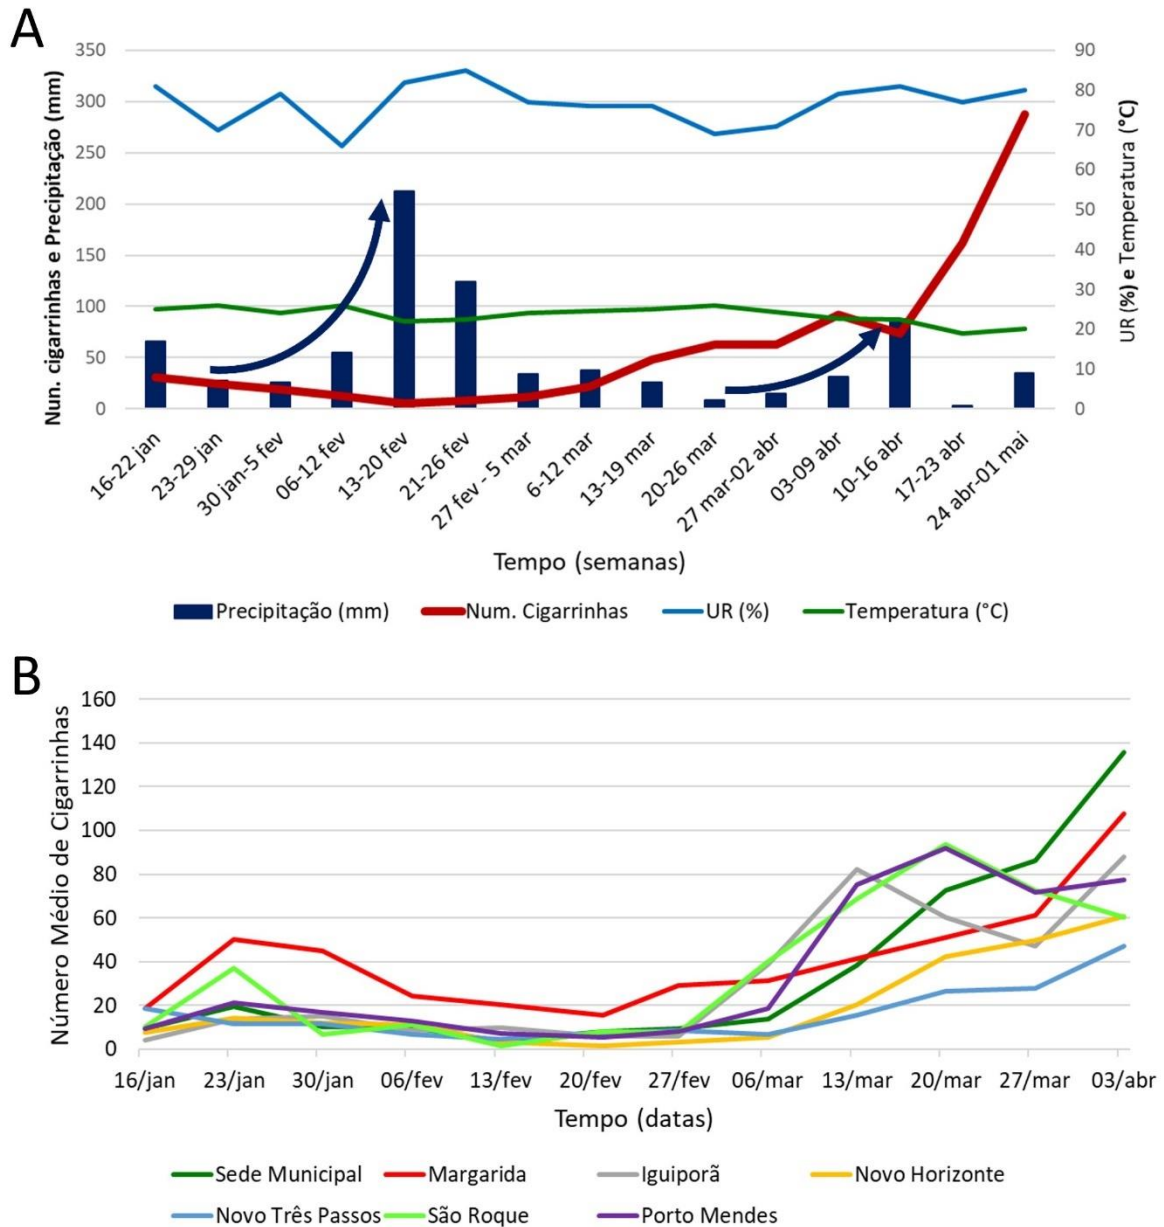 A
Num. cigarrinhas e Precipitação (mm)
350
300
250
200
150
100
50
0
90
80
70
60
50
40
30
20
10
0
UR (%) e Temperatura (°C)
16-22 jan
23-29 jan
30 jan-5 fev
06-12 fev
13-20 fev
21-26 fev
27 fev - 5 mar
6-12 mar
13-19 mar
20-26 mar
27 mar-02 abr
03-09 abr
10-16 abr
17-23 abr
24 abr-01 mai
Tempo (semanas)
Precipitação (mm) Num. Cigarrinhas UR (%) Temperatura (°C)
B
Número Médio de Cigarrinhas
160
140
120
100
80
60
40
20
0
16/jan 23/jan 30/jan 06/fev 13/fev 20/fev 27/fev 06/mar 13/mar 20/mar 27/mar 03/abr
Tempo (datas)
Sede Municipal Margarida Iguiporã Novo Horizonte
Novo Três Passos São Roque Porto Mendes